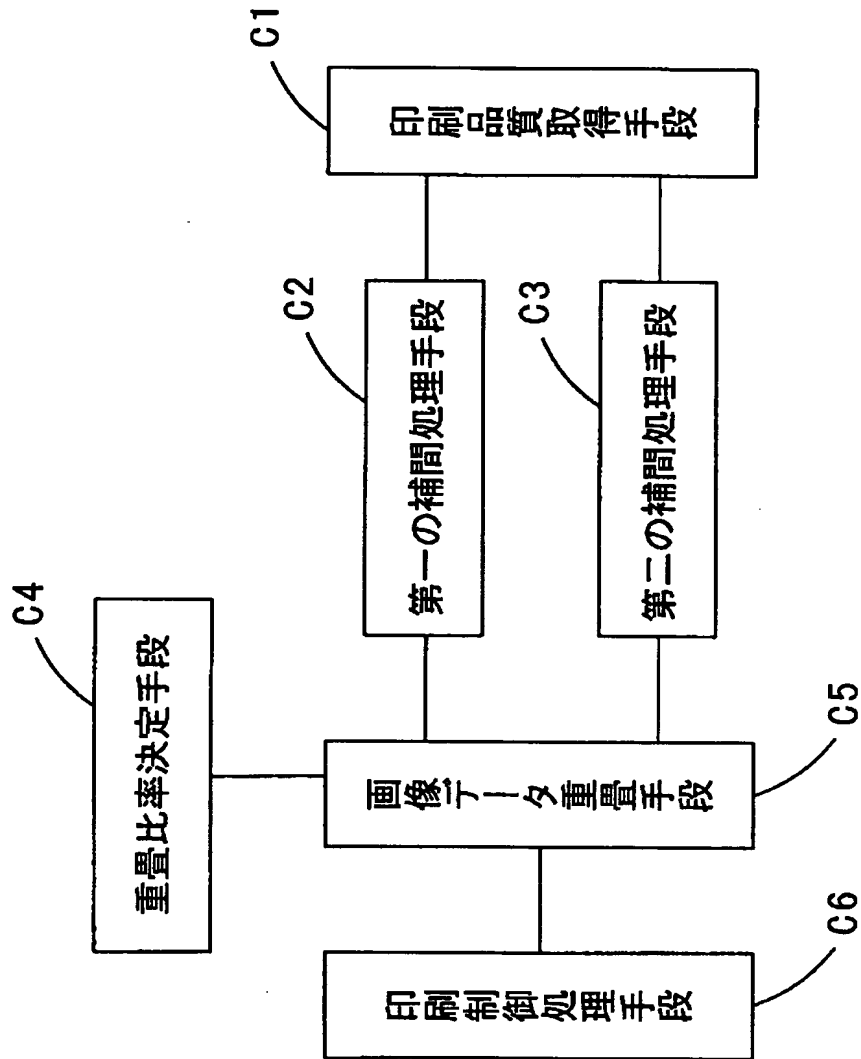 C1
印刷品質取得手段
C2
第一の補間処理手段
C3
第二の補間処理手段
C4
重畳比率決定手段
C5
画像データ重畳手段
C6
印刷制御処理手段